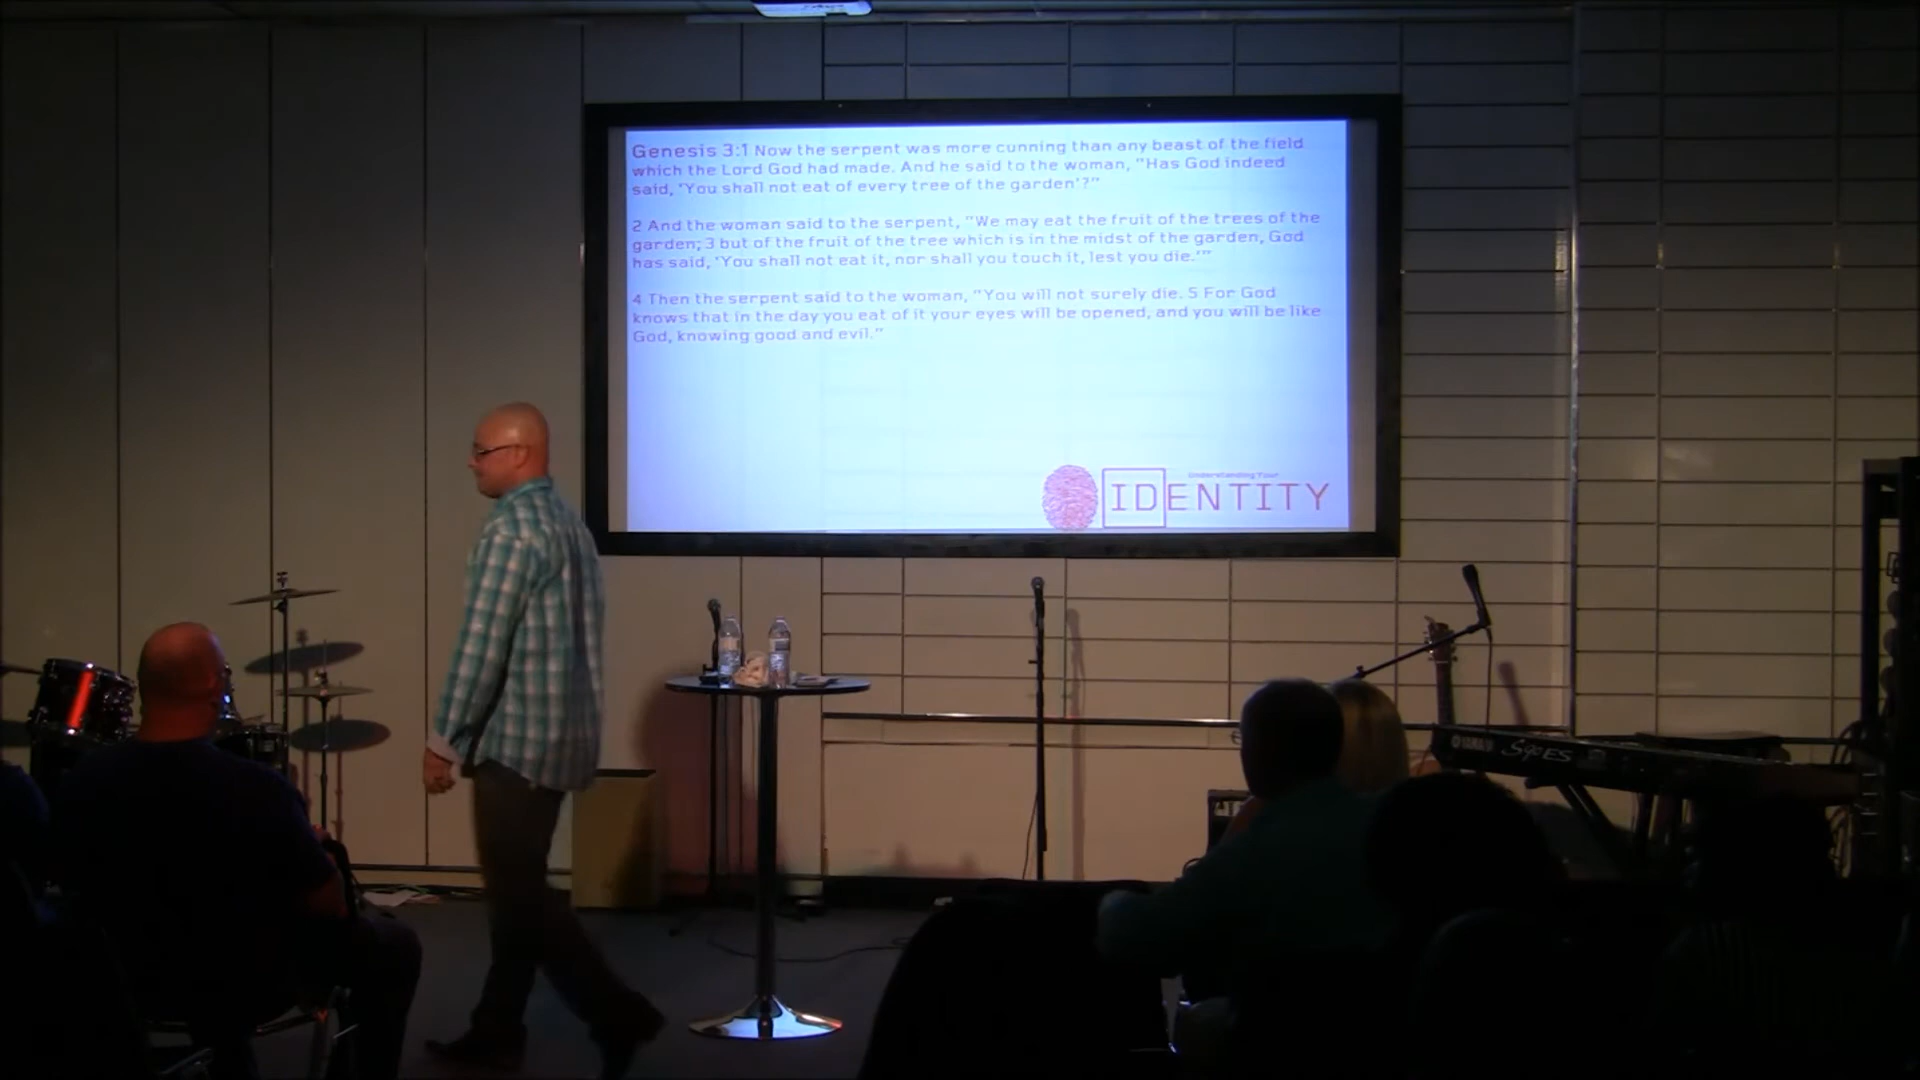 Genesis 3:1 Now the serpent was more cunning than any beast of the field
which the Lord God had made. And he said to the woman, “Has God indeed
said, ‘You shall not eat of every tree of the garden’?”
2 And the woman said to the serpent, “We may eat the fruit of the trees of the
garden; 3 but of the fruit of the tree which is in the midst of the garden, God
has said, ‘You shall not eat it, nor shall you touch it, lest you die.’”
4 Then the serpent said to the woman, “You will not surely die. 5 For God
knows that in the day you eat of it your eyes will be opened, and you will be like
God, knowing good and evil.”
Understanding Your
IDENTITY
YAMAHA S90ES